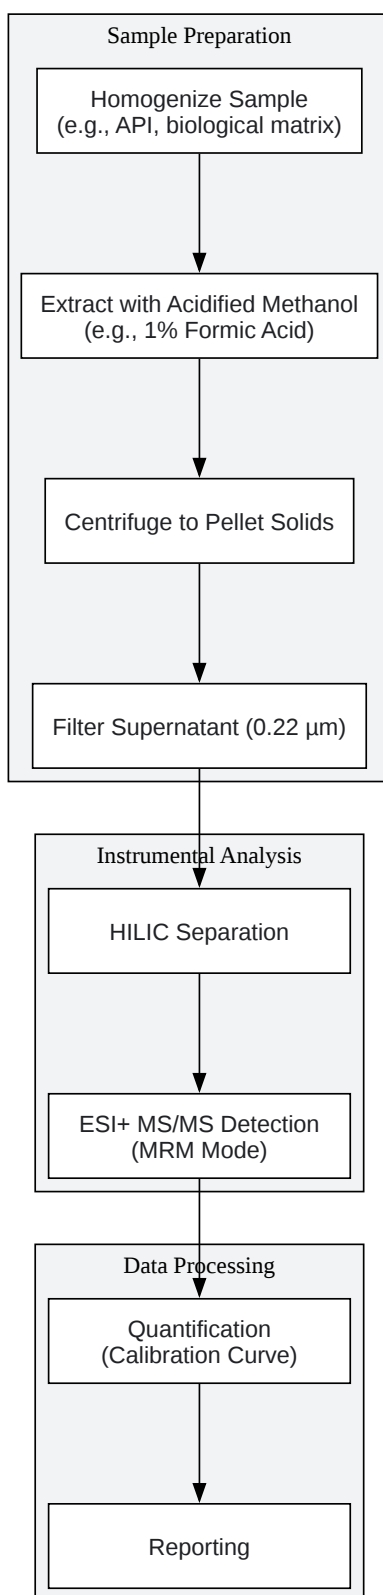 Sample Preparation
Homogenize Sample
(e.g., API, biological matrix)
Extract with Acidified Methanol
(e.g., 1% Formic Acid)
Centrifuge to Pellet Solids
Filter Supernatant (0.22 µm)
Instrumental Analysis
HILIC Separation
ESI+ MS/MS Detection
(MRM Mode)
Data Processing
Quantification
(Calibration Curve)
Reporting